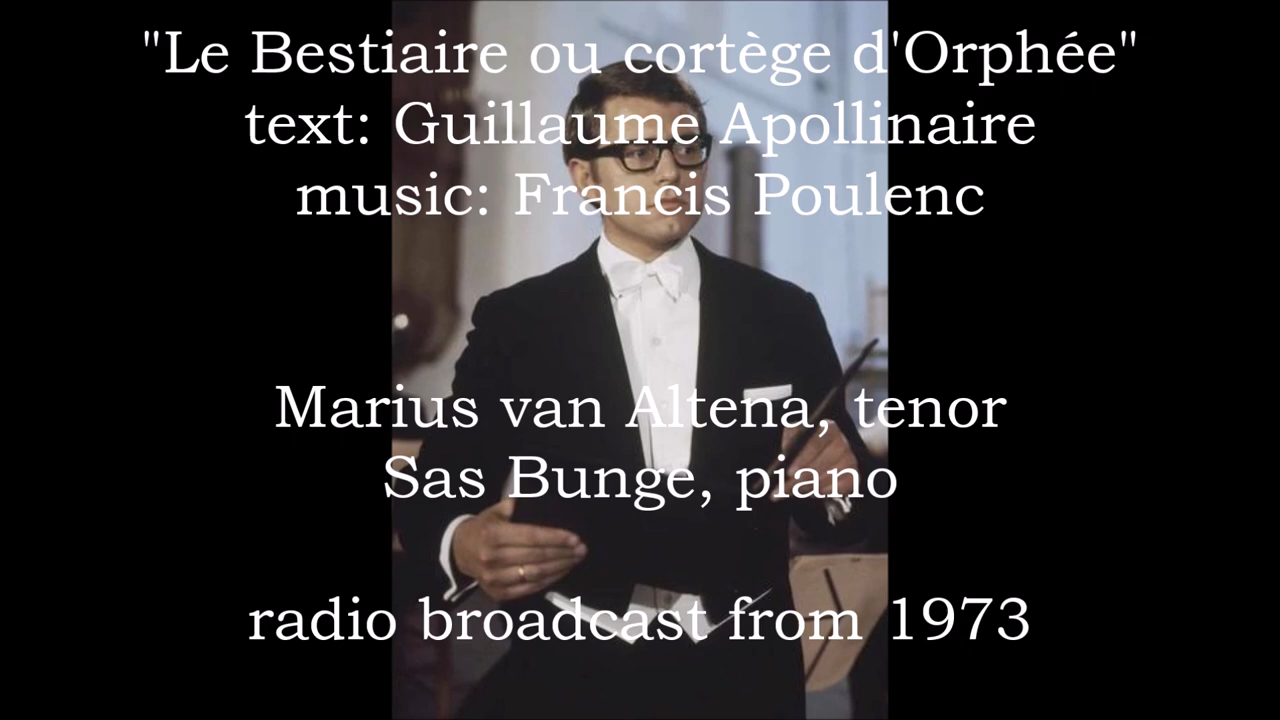 "Le Bestiaire ou cortège d'Orphée"
text: Guillaume Apollinaire
music: Francis Poulenc
Marius van Altena, tenor
Sas Bunge, piano
radio broadcast from 1973